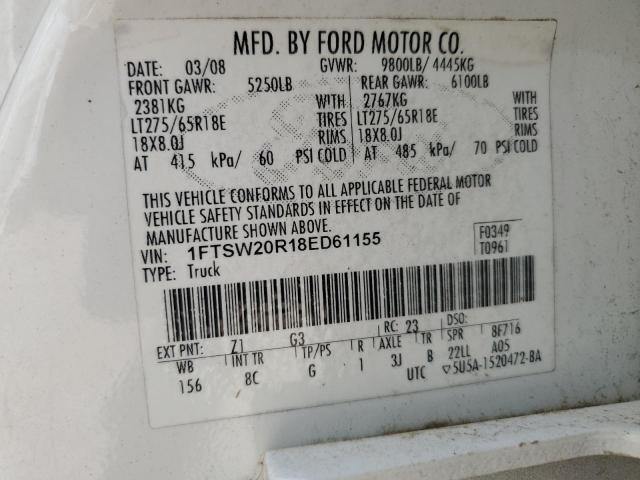 MFD. BY FORD MOTOR CO.
DATE: 03/08 GVWR: 9800LB/ 4445KG
FRONT GAWR: 5250LB REAR GAWR: 6100LB
2381KG WITH 2767KG WITH
LT275/65R18E TIRES LT275/65R18E TIRES
18X8.0J RIMS 18X8.0J RIMS
AT 415 kPa/ 60 PSI COLD AT 485 kPa/ 70 PSI COLD
THIS VEHICLE CONFORMS TO ALL APPLICABLE FEDERAL MOTOR
VEHICLE SAFETY STANDARDS IN EFFECT ON THE DATE OF
MANUFACTURE SHOWN ABOVE.
VIN: 1FTSW20R18ED61155 F0349
TYPE: Truck T0961
EXT PNT: Z1 G3 RC: 23 DSO:
WB INT TR TP/PS R AXLE TR SPR 8F716
156 8C G 1 3J B 22LL A05
UTC ▽5U5A-1520472-BA